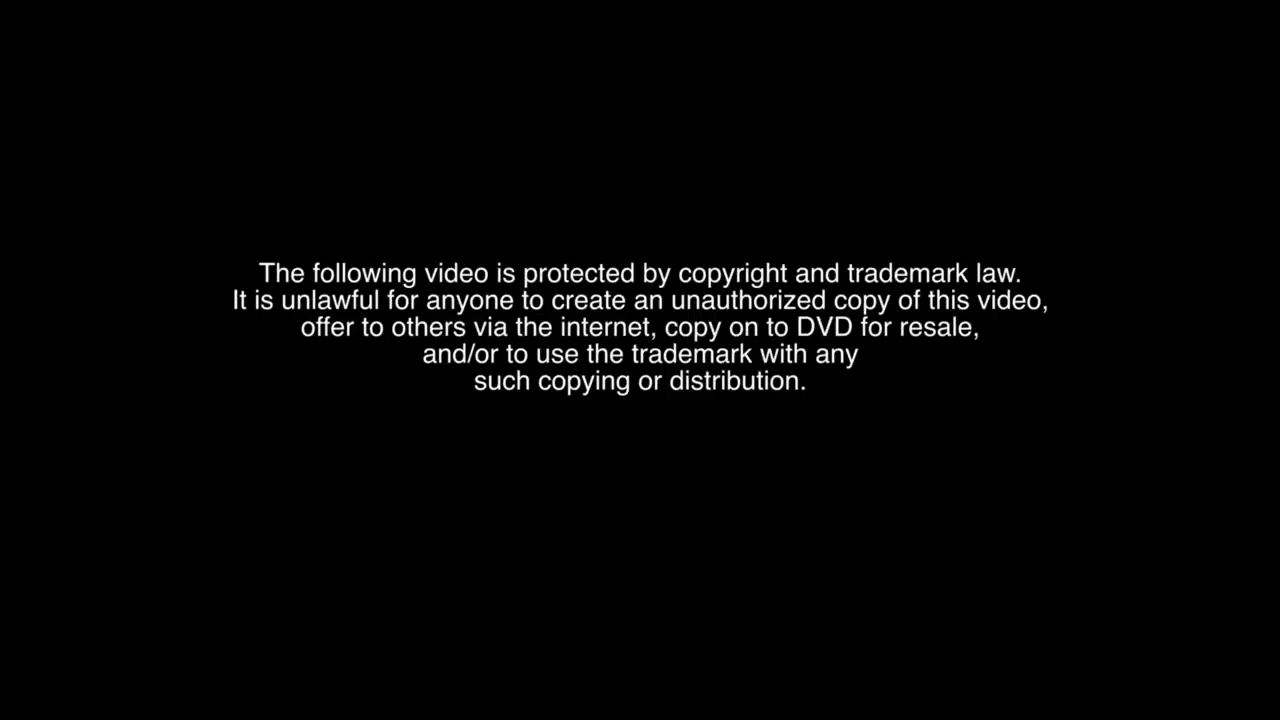 The following video is protected by copyright and trademark law.
It is unlawful for anyone to create an unauthorized copy of this video,
offer to others via the internet, copy on to DVD for resale,
and/or to use the trademark with any
such copying or distribution.